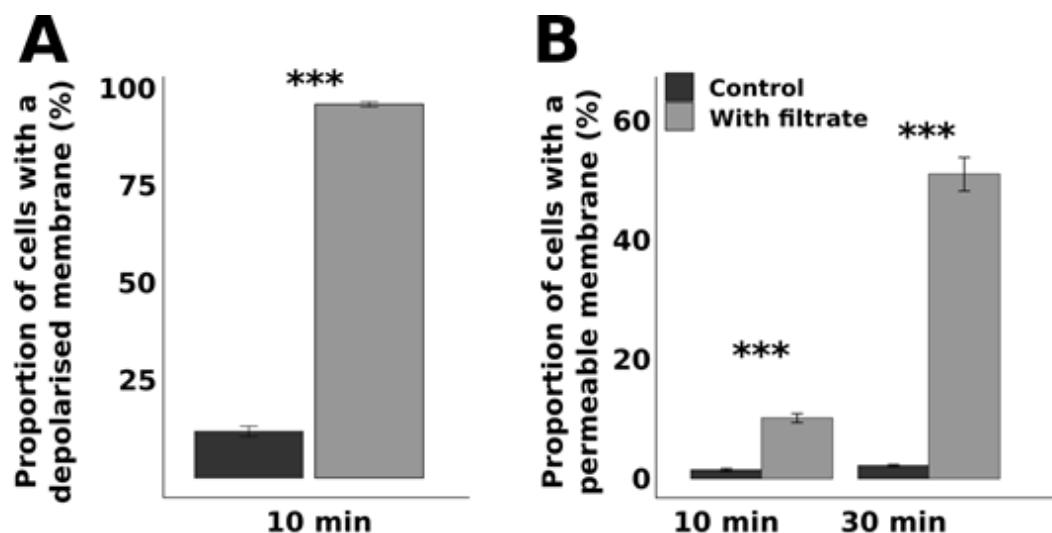 A
Proportion of cells with a
depolarised membrane (%)
100
75
50
25
***
10 min
B
Proportion of cells with a
permeable membrane (%)
60
40
20
0
Control
With filtrate
***
***
10 min
30 min